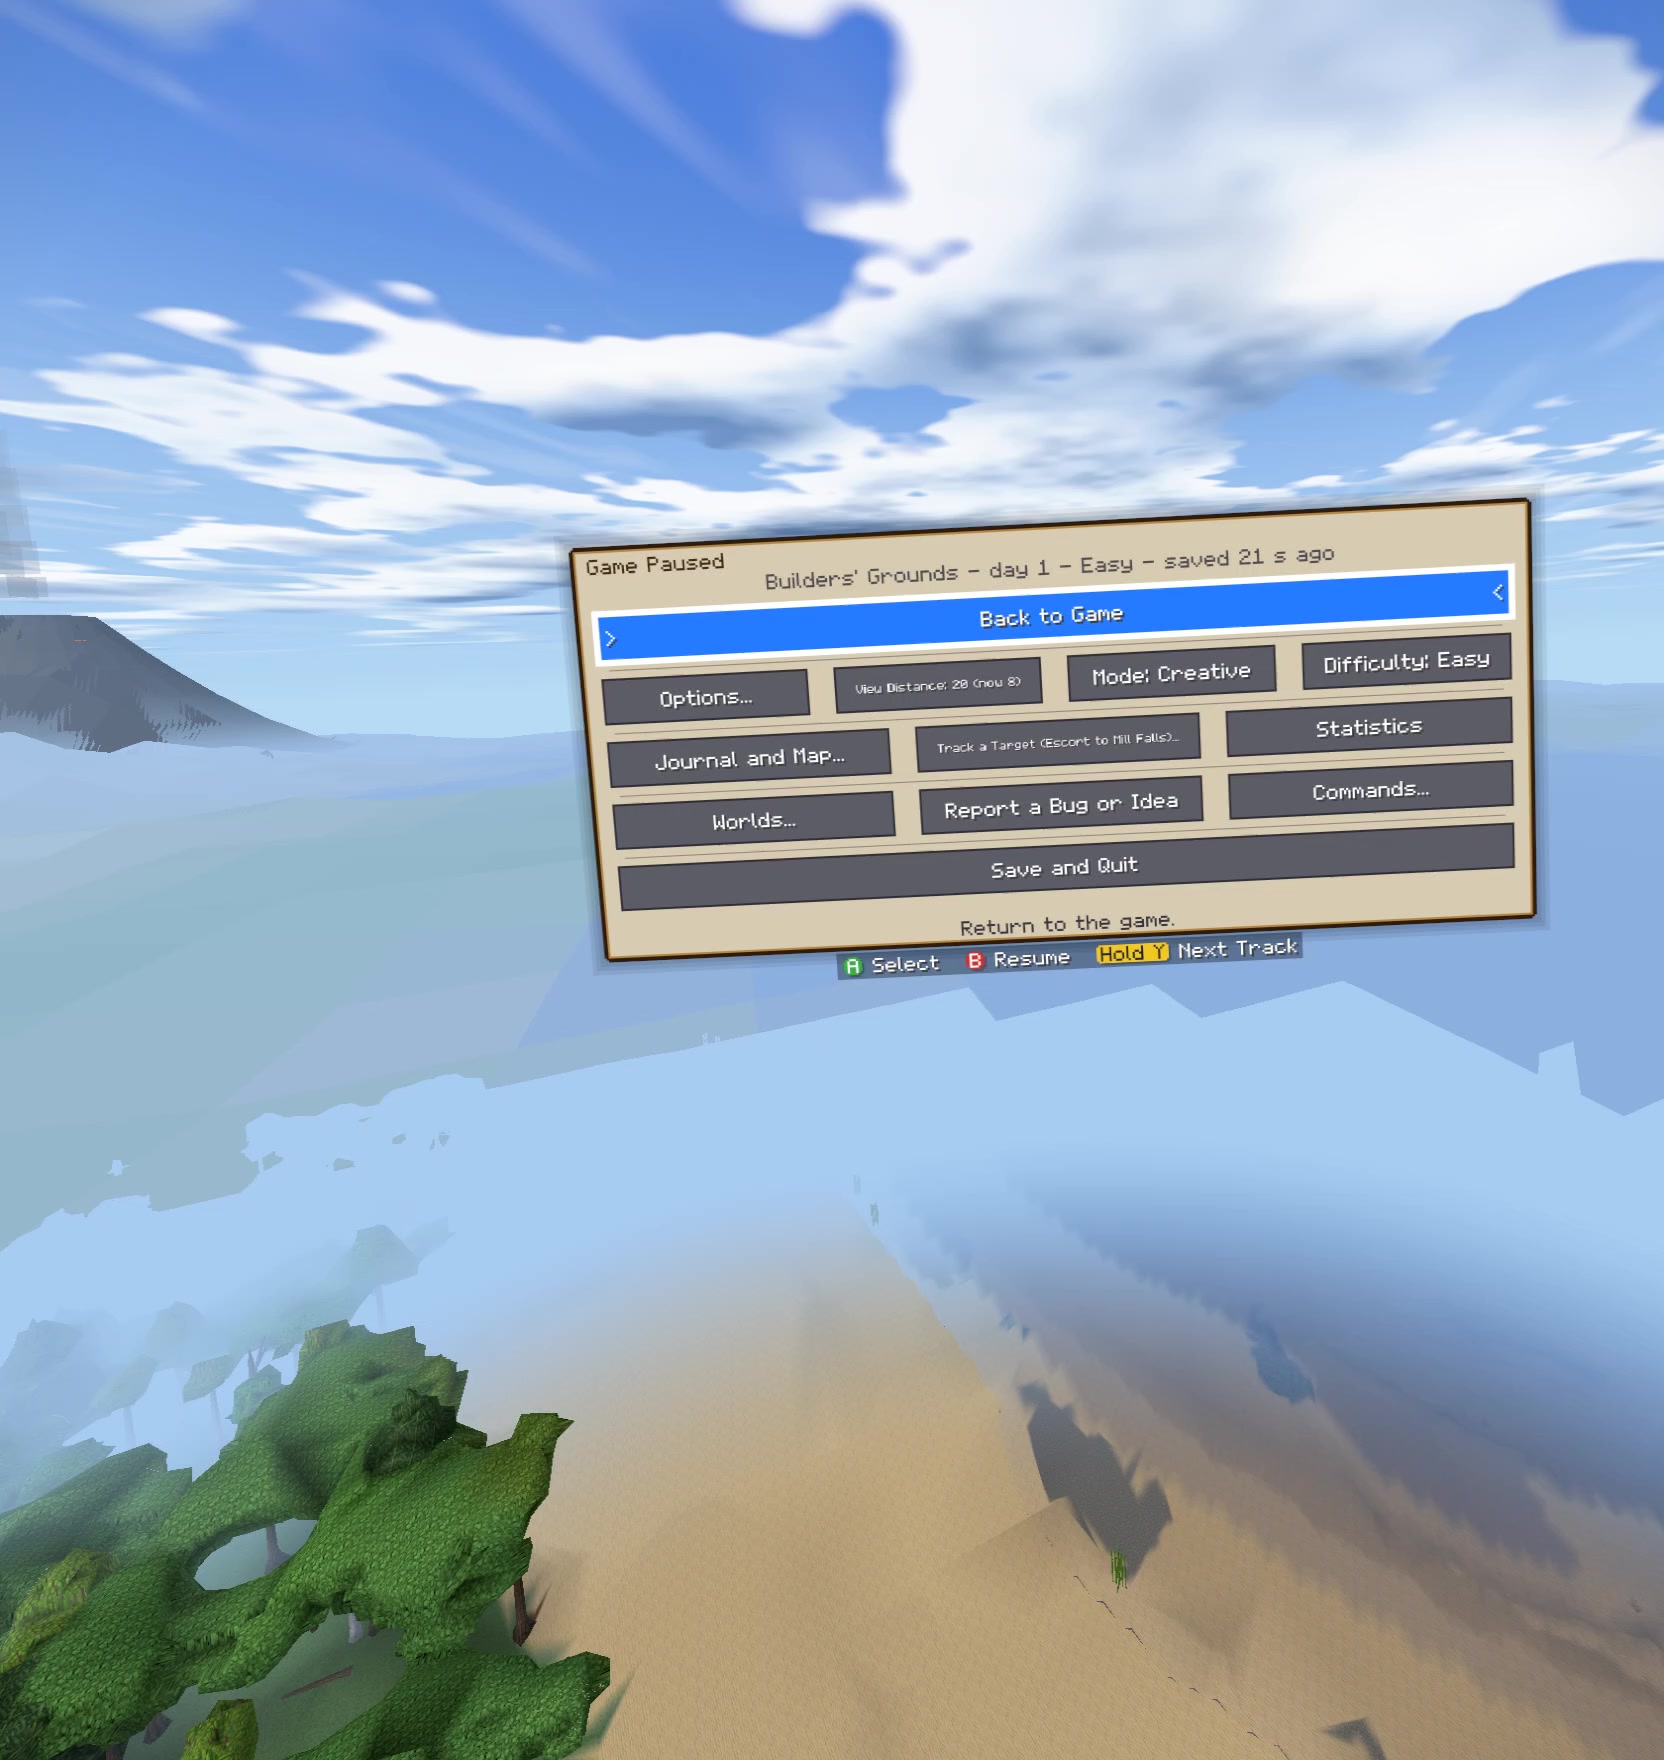 Game Paused
Builders' Grounds – day 1 – Easy – saved 21 s ago
> Back to Game <
Options...
View Distance: 20 (now 8)
Mode: Creative
Difficulty: Easy
Journal and Map...
Track a Target (Escort to Mill Falls)...
Statistics
Worlds...
Report a Bug or Idea
Commands...
Save and Quit
Return to the game.
A Select B Resume Hold Y Next Track